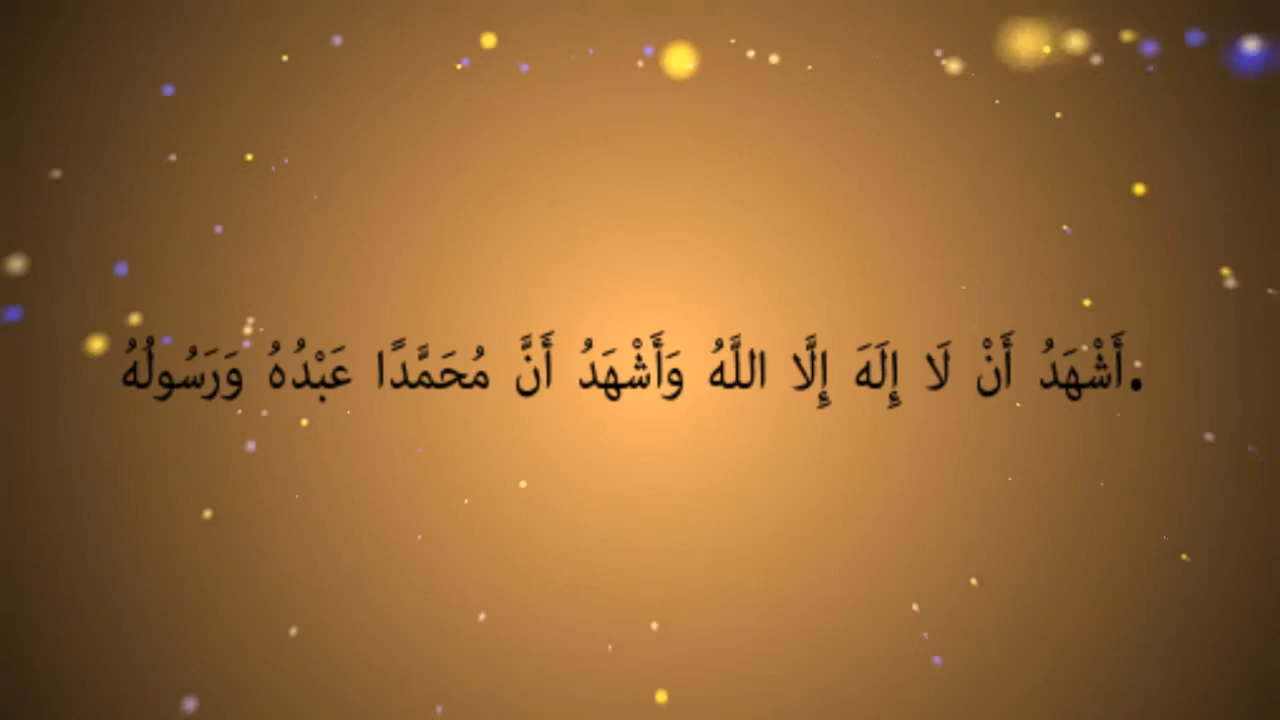 .أَشْهَدُ أَنْ لَا إِلَهَ إِلَّا اللَّهُ وَأَشْهَدُ أَنَّ مُحَمَّدًا عَبْدُهُ وَرَسُولُهُ